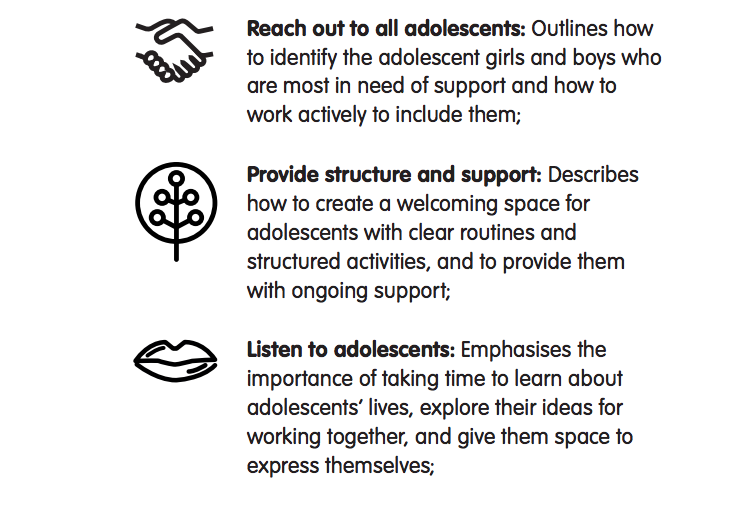 Reach out to all adolescents: Outlines how
to identify the adolescent girls and boys who
are most in need of support and how to
work actively to include them;
Provide structure and support: Describes
how to create a welcoming space for
adolescents with clear routines and
structured activities, and to provide them
with ongoing support;
Listen to adolescents: Emphasises the
importance of taking time to learn about
adolescents’ lives, explore their ideas for
working together, and give them space to
express themselves;